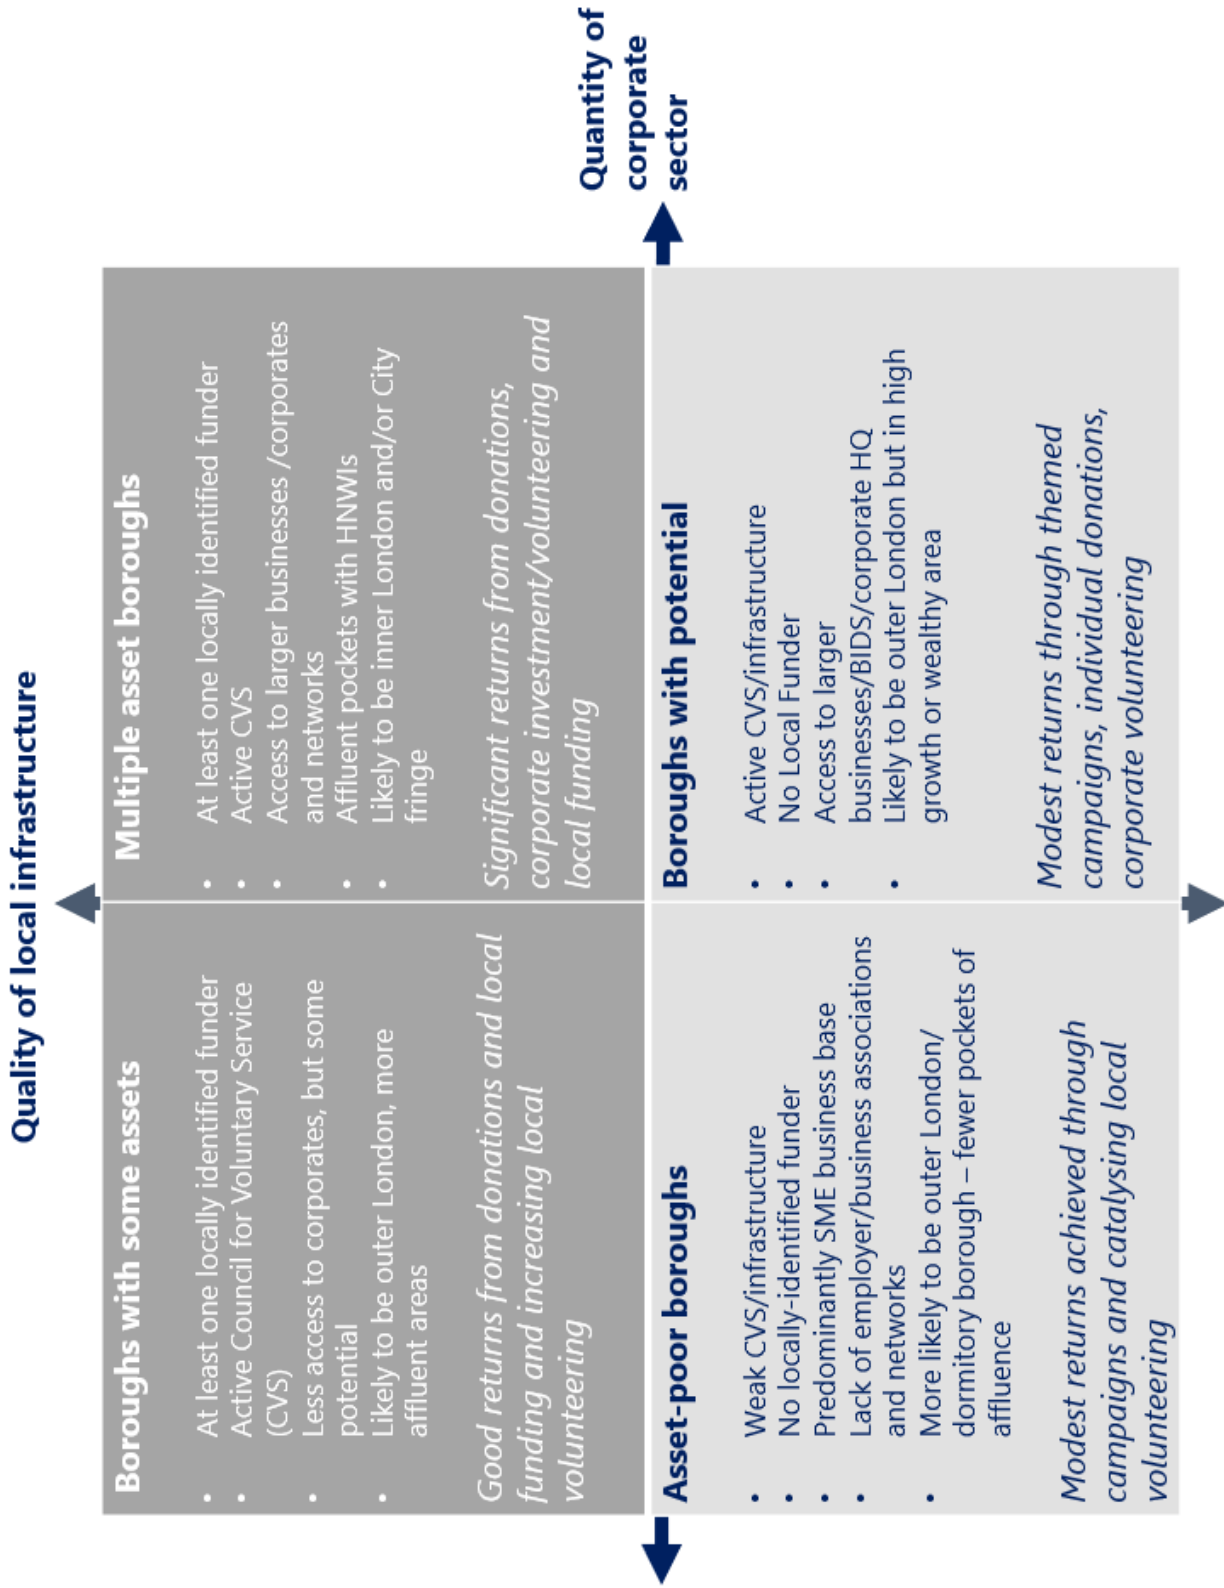 Quality of local infrastructure
Boroughs with some assets
• At least one locally identified funder
• Active Council for Voluntary Service
(CVS)
• Less access to corporates, but some
potential
• Likely to be outer London, more
affluent areas
Good returns from donations and local
funding and increasing local
volunteering
Multiple asset boroughs
• At least one locally identified funder
• Active CVS
• Access to larger businesses /corporates
and networks
• Affluent pockets with HNWIs
• Likely to be inner London and/or City
fringe
Significant returns from donations,
corporate investment/volunteering and
local funding
Quantity of
corporate
sector
Asset-poor boroughs
• Weak CVS/infrastructure
• No locally-identified funder
• Predominantly SME business base
• Lack of employer/business associations
and networks
• More likely to be outer London/
dormitory borough – fewer pockets of
affluence
Modest returns achieved through
campaigns and catalysing local
volunteering
Boroughs with potential
• Active CVS/infrastructure
• No Local Funder
• Access to larger
businesses/BIDS/corporate HQ
• Likely to be outer London but in high
growth or wealthy area
Modest returns through themed
campaigns, individual donations,
corporate volunteering